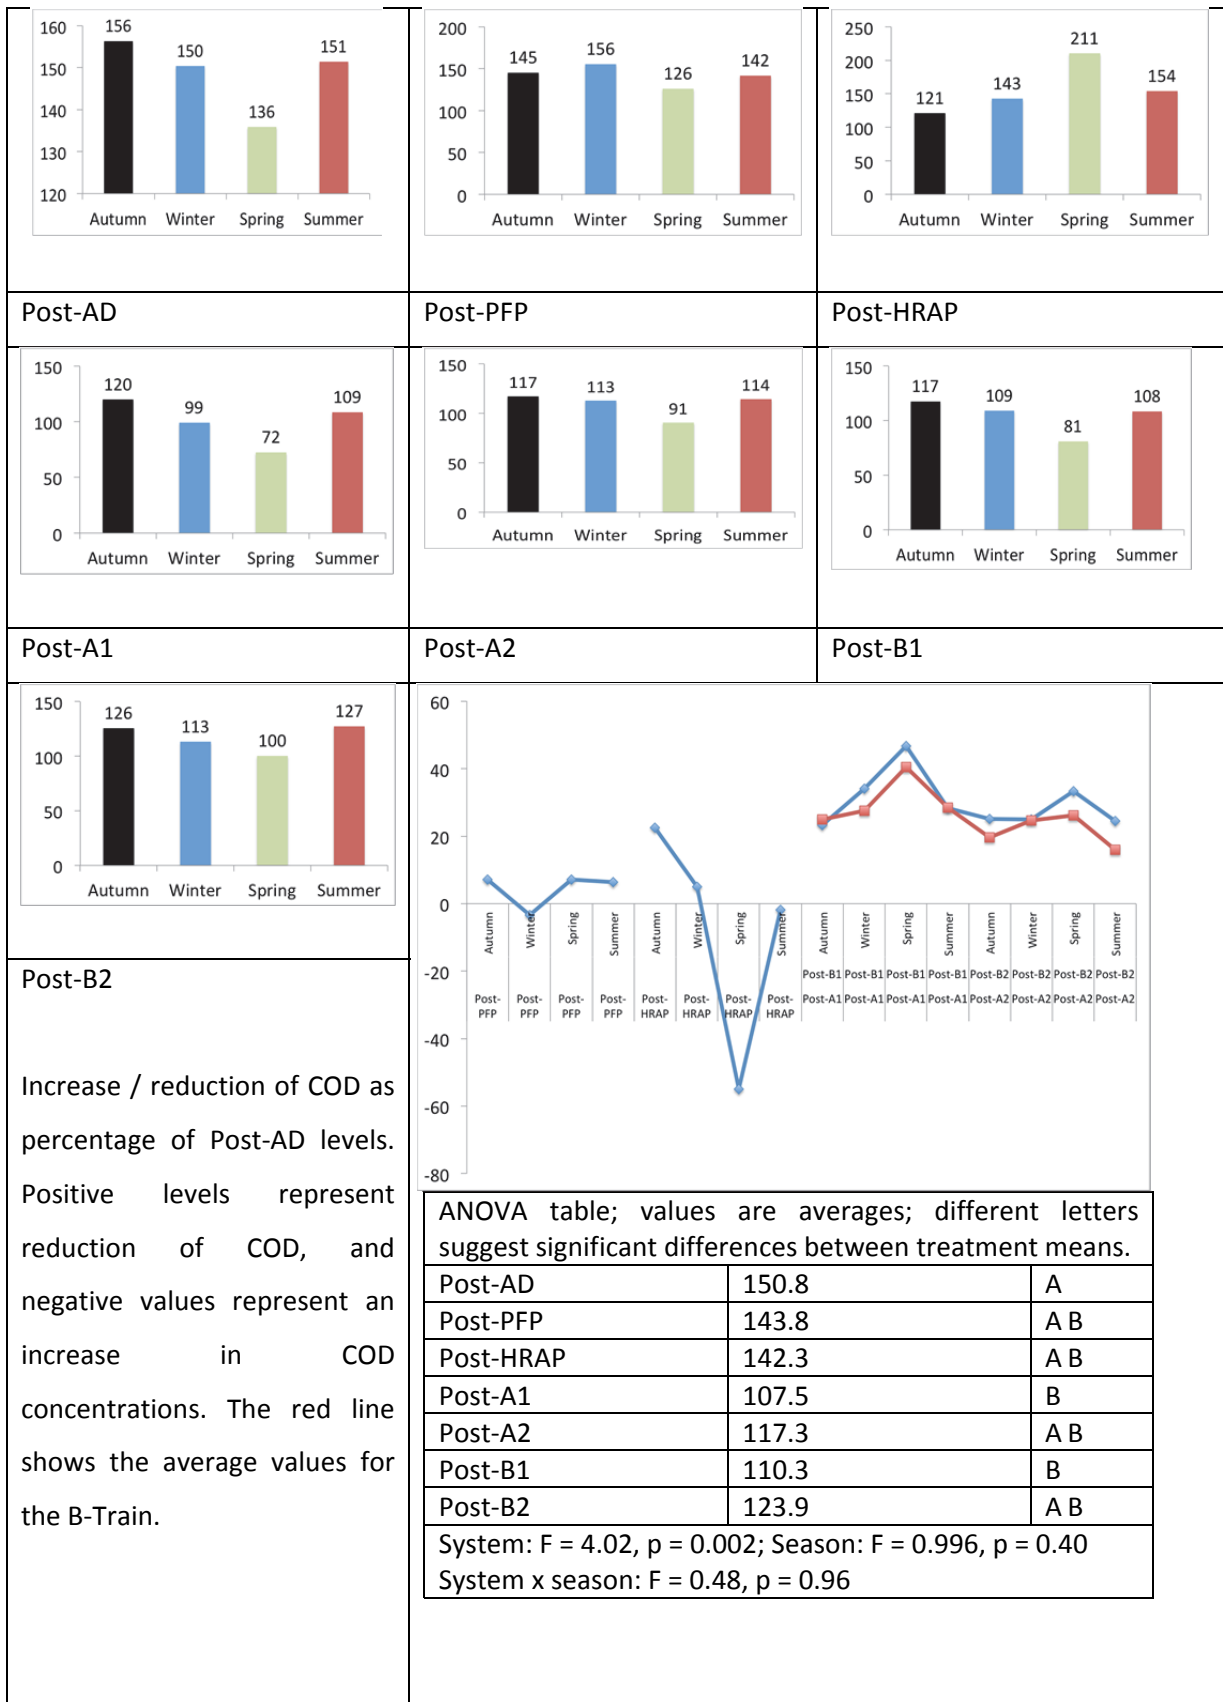 160
150
140
130
120
156
150
136
151
Autumn Winter Spring Summer
200
150
100
50
0
145
156
126
142
Autumn Winter Spring Summer
250
200
150
100
50
0
121
143
211
154
Autumn Winter Spring Summer
Post-AD
Post-PFP
Post-HRAP
150
100
50
0
120
99
72
109
Autumn Winter Spring Summer
150
100
50
0
117
113
91
114
Autumn Winter Spring Summer
150
100
50
0
117
109
81
108
Autumn Winter Spring Summer
Post-A1
Post-A2
Post-B1
150
100
50
0
126
113
100
127
Autumn Winter Spring Summer
Post-B2
Increase / reduction of COD as
percentage of Post-AD levels.
Positive levels represent
reduction of COD, and
negative values represent an
increase in COD
concentrations. The red line
shows the average values for
the B-Train.
60
40
20
0
-20
-40
-60
-80
Autumn Winter Spring Summer Autumn Winter Spring Summer Autumn Winter Spring Summer Autumn Winter Spring Summer
Post-B1 Post-B1 Post-B1 Post-B1 Post-B2 Post-B2 Post-B2 Post-B2
Post- Post- Post- Post- Post- Post- Post- Post- Post-A1 Post-A1 Post-A1 Post-A1 Post-A2 Post-A2 Post-A2 Post-A2
PFP PFP PFP PFP HRAP HRAP HRAP HRAP
ANOVA table; values are averages; different letters
suggest significant differences between treatment means.
Post-AD 150.8 A
Post-PFP 143.8 A B
Post-HRAP 142.3 A B
Post-A1 107.5 B
Post-A2 117.3 A B
Post-B1 110.3 B
Post-B2 123.9 A B
System: F = 4.02, p = 0.002; Season: F = 0.996, p = 0.40
System x season: F = 0.48, p = 0.96